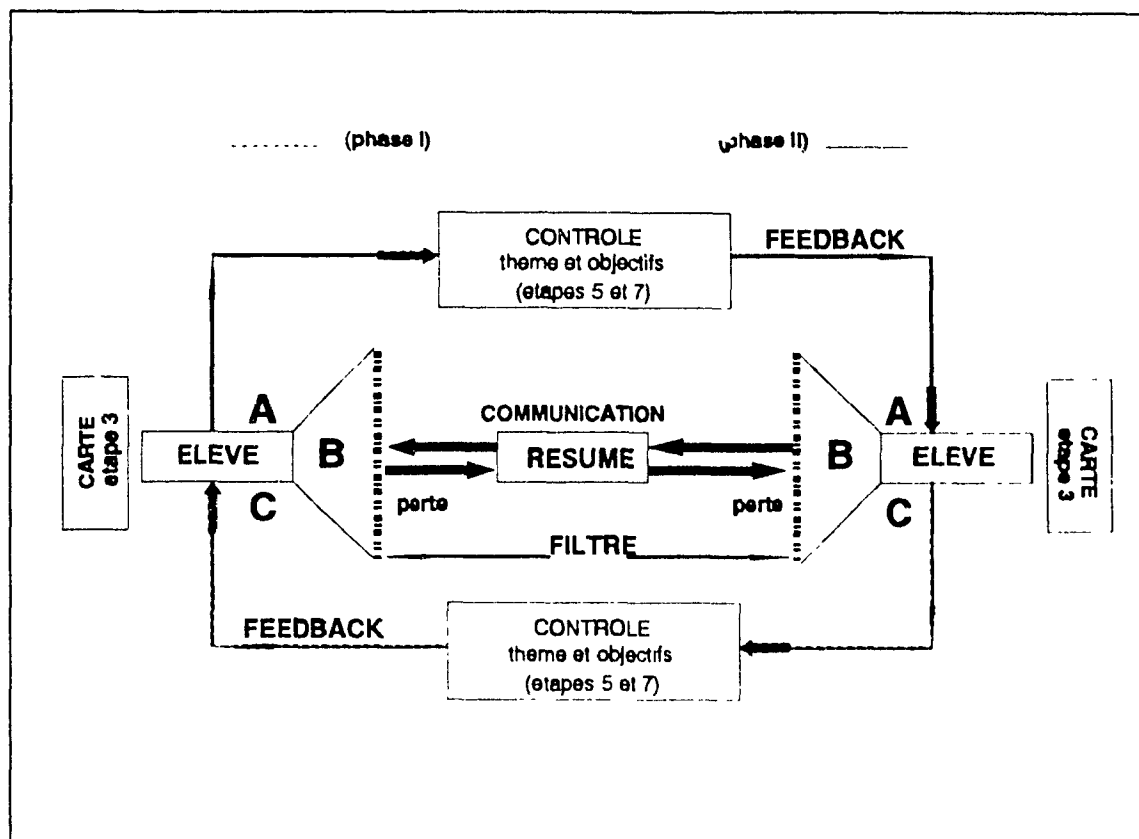 (phase I)
(phase II)
CONTROLE
theme et objectifs
(etapes 5 et 7)
FEEDBACK
CARTE
etape 3
A
ELEVE
B
C
COMMUNICATION
RESUME
perte
perte
FILTRE
A
B
ELEVE
C
CARTE
etape 3
FEEDBACK
CONTROLE
theme et objectifs
(etapes 5 et 7)